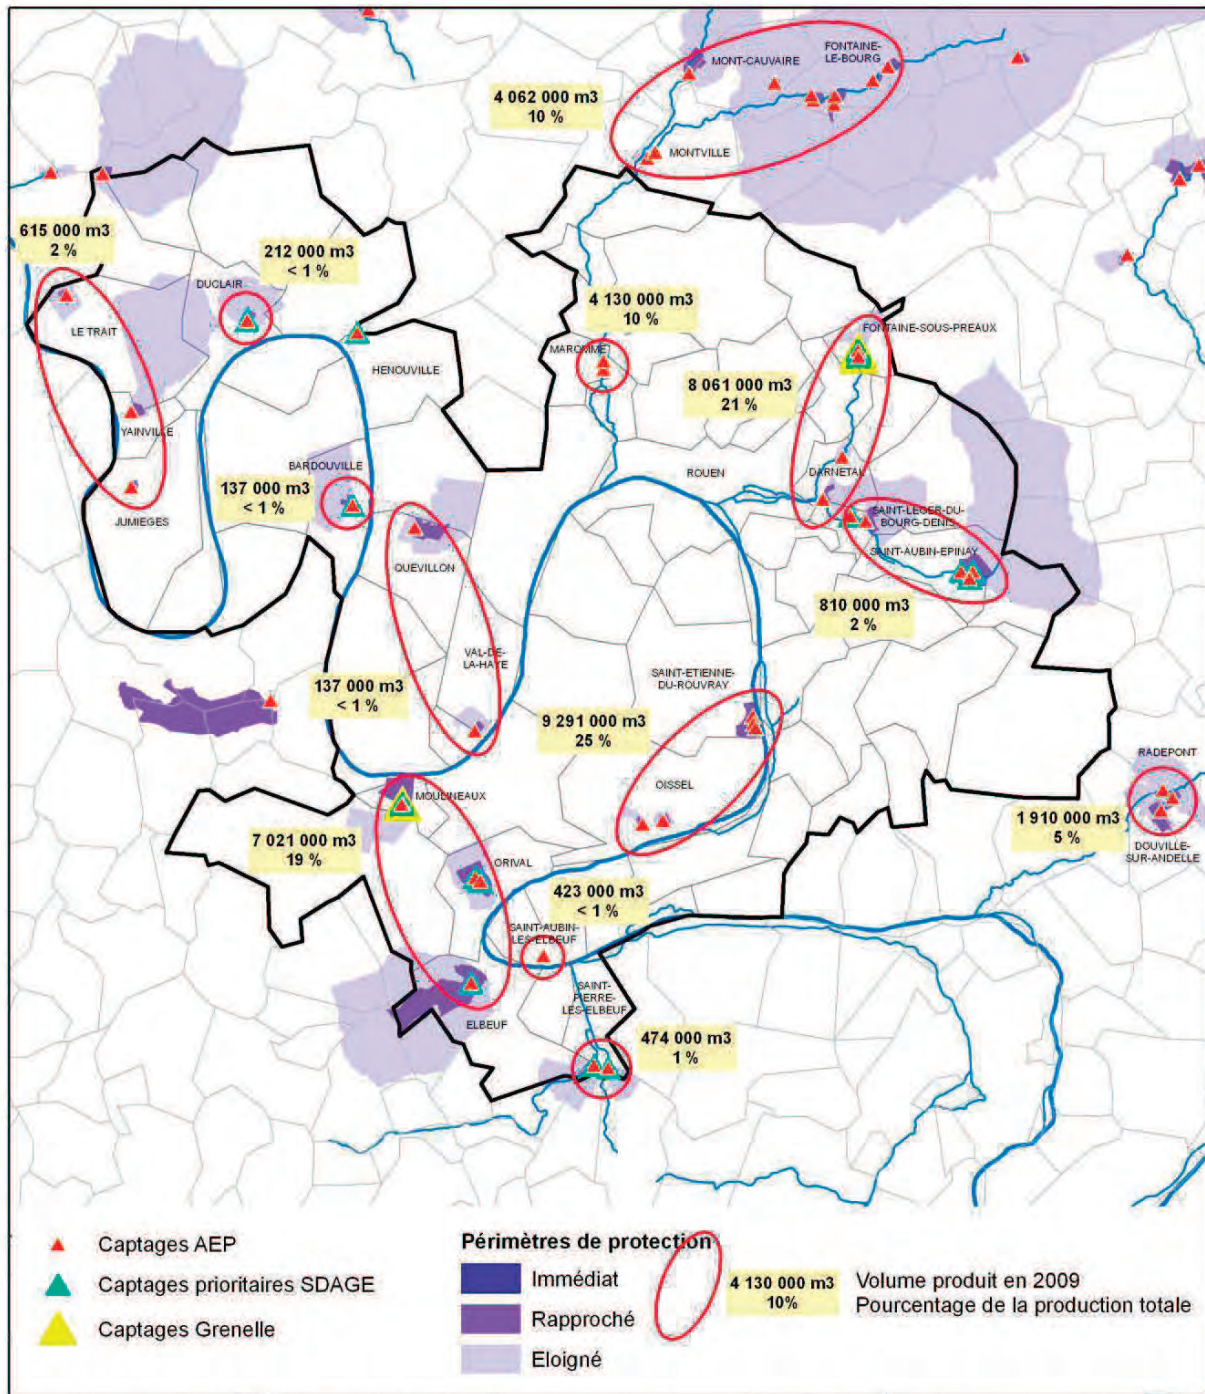 MONT-CAUVAIRE
FONTAINE-
LE-BOURG
4 062 000 m3
10 %
MONTVILLE
615 000 m3
2 %
212 000 m3
< 1 %
DUCLAIR
LE TRAIT
HENOUVILLE
YAINVILLE
JUMIEGES
4 130 000 m3
10 %
MAROMME
FONTAINE-SOUS-PREAUX
8 061 000 m3
21 %
BARDOUVILLE
137 000 m3
< 1 %
ROUEN
DARNETAL
SAINT-LEGER-DU-
BOURG-DENIS
SAINT-AUBIN-EPINAY
810 000 m3
2 %
QUEVILLON
VAL-DE-
LA-HAYE
137 000 m3
< 1 %
SAINT-ETIENNE-
DU-ROUVRAY
9 291 000 m3
25 %
OISSEL
RADEPONT
1 910 000 m3
5 %
DOUVILLE-
SUR-ANDELLE
MOULINEAUX
7 021 000 m3
19 %
ORIVAL
423 000 m3
< 1 %
SAINT-AUBIN-
LES-ELBEUF
SAINT-
PIERRE-
LES-ELBEUF
ELBEUF
474 000 m3
1 %
Captages AEP
Captages prioritaires SDAGE
Captages Grenelle
Périmètres de protection
Immédiat
Rapproché
Eloigné
4 130 000 m3
10%
Volume produit en 2009
Pourcentage de la production totale